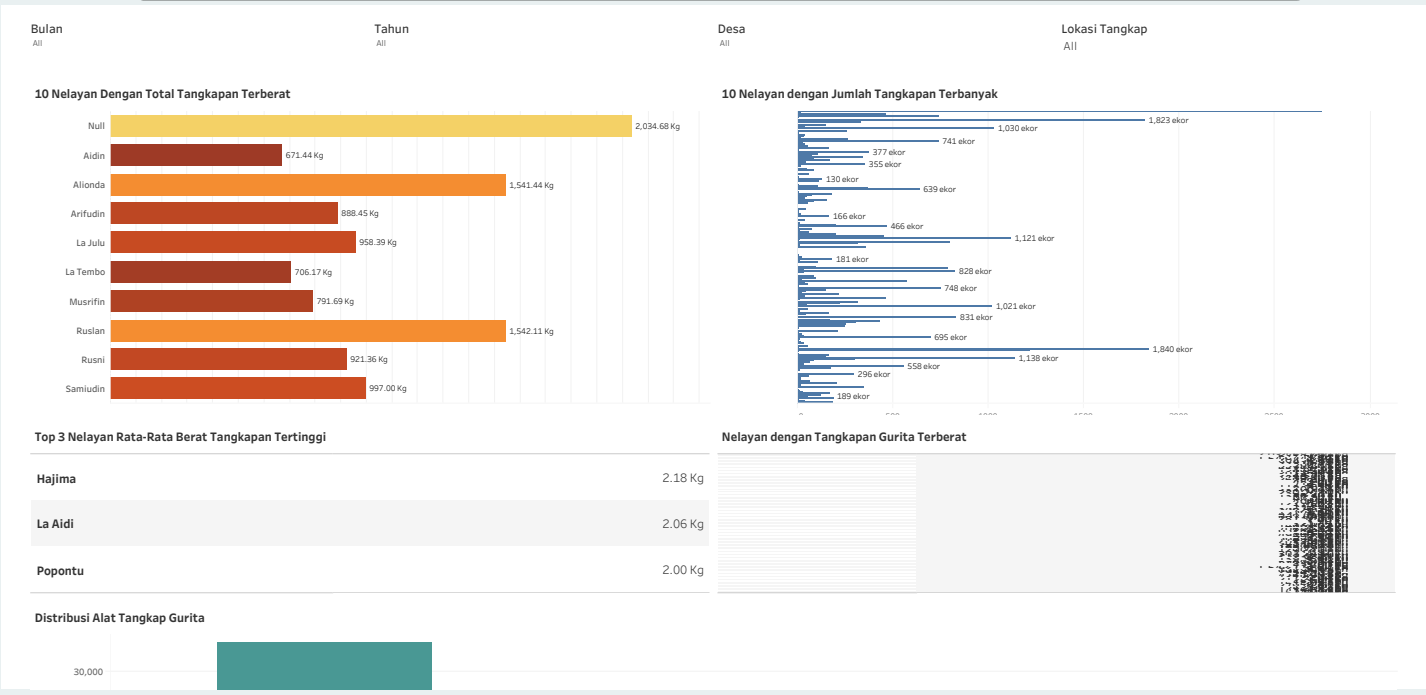 Bulan
All
Tahun
All
Desa
All
Lokasi Tangkap
All
10 Nelayan Dengan Total Tangkapan Terberat
Null 2,034.68 Kg
Aidin 671.44 Kg
Alionda 1,541.44 Kg
Arifudin 888.45 Kg
La Julu 958.39 Kg
La Tembo 706.17 Kg
Musrifin 791.69 Kg
Ruslan 1,542.11 Kg
Rusni 921.36 Kg
Samiudin 997.00 Kg
10 Nelayan dengan Jumlah Tangkapan Terbanyak
1,823 ekor
1,030 ekor
741 ekor
377 ekor
355 ekor
130 ekor
639 ekor
166 ekor
466 ekor
1,121 ekor
181 ekor
828 ekor
748 ekor
1,021 ekor
831 ekor
695 ekor
1,840 ekor
1,138 ekor
558 ekor
296 ekor
189 ekor
Top 3 Nelayan Rata-Rata Berat Tangkapan Tertinggi
Hajima 2.18 Kg
La Aidi 2.06 Kg
Popontu 2.00 Kg
Nelayan dengan Tangkapan Gurita Terberat
Distribusi Alat Tangkap Gurita
30,000